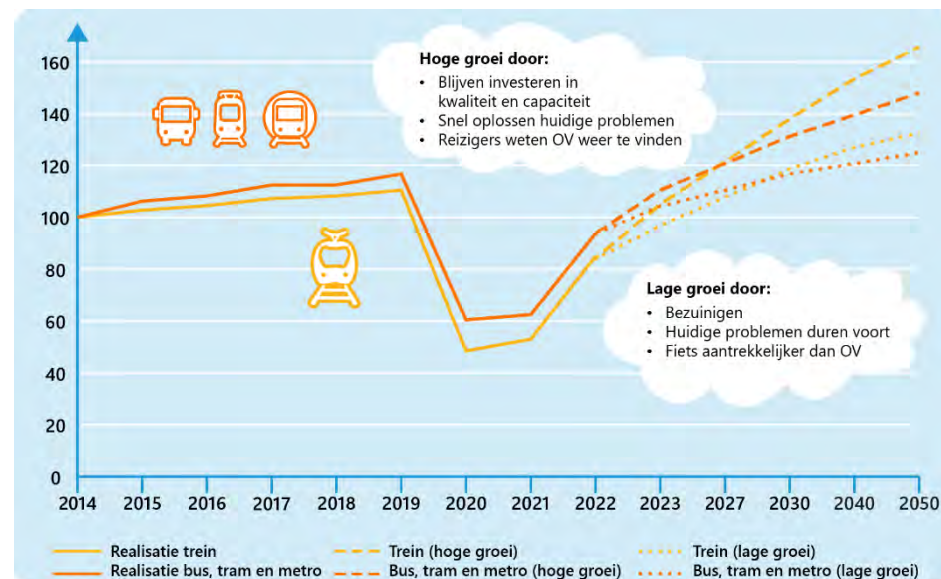 160
140
120
100
80
60
40
20
0
Hoge groei door:
• Blijven investeren in
kwaliteit en capaciteit
• Snel oplossen huidige problemen
• Reizigers weten OV weer te vinden
Lage groei door:
• Bezuinigen
• Huidige problemen duren voort
• Fiets aantrekkelijker dan OV
2014 2015 2016 2017 2018 2019 2020 2021 2022 2023 2027 2030 2040 2050
Realisatie trein
Trein (hoge groei)
Trein (lage groei)
Realisatie bus, tram en metro
Bus, tram en metro (hoge groei)
Bus, tram en metro (lage groei)